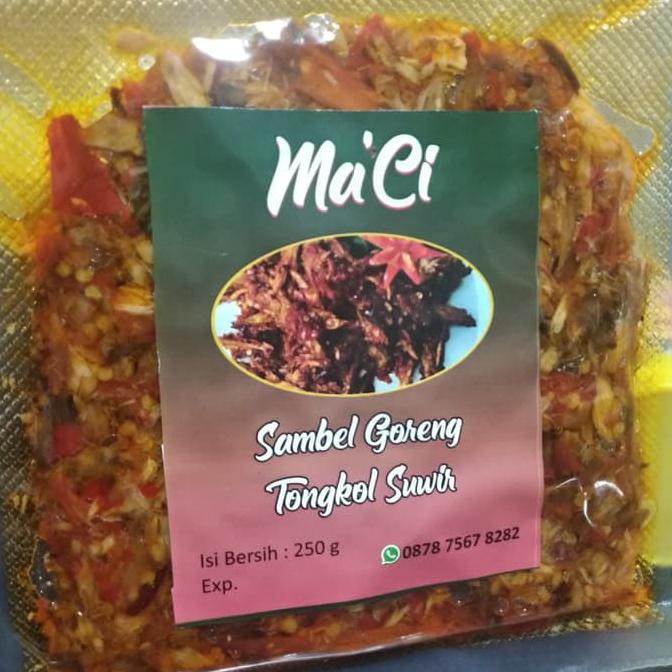 Ma'Ci
Sambel Goreng
Tongkol Suwir
Isi Bersih : 250 g
0878 7567 8282
Exp.